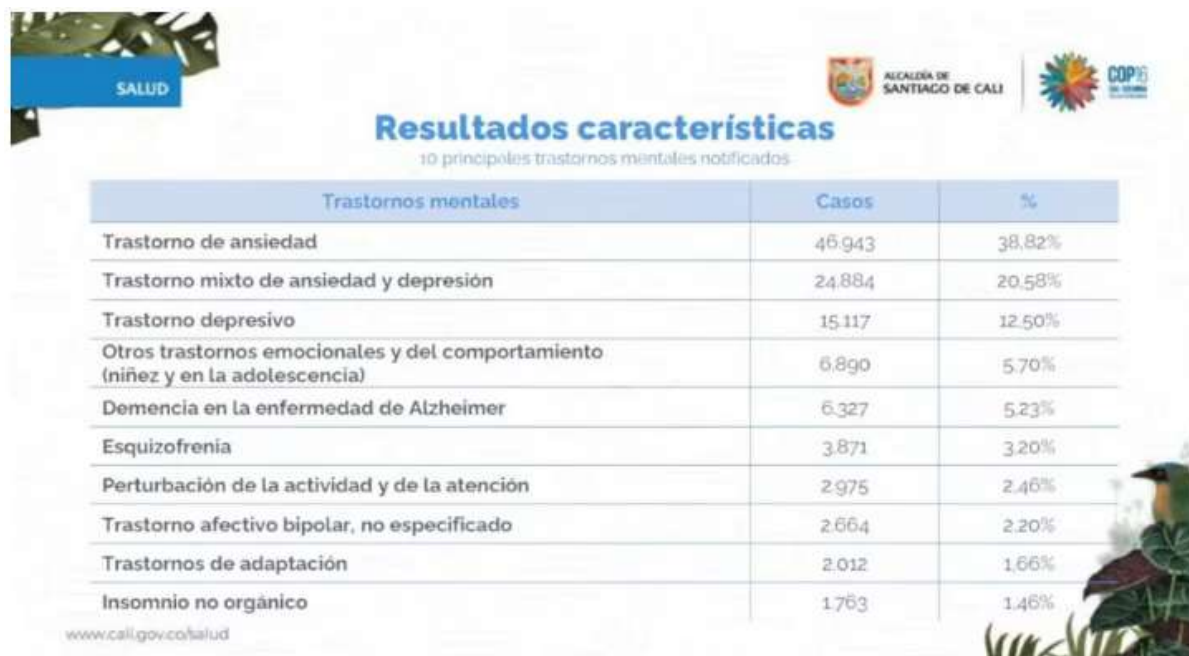 SALUD
ALCALDÍA DE
SANTIAGO DE CALI
COP16
Resultados características
10 principales trastornos mentales notificados
Trastornos mentales Casos %
Trastorno de ansiedad 46.943 38,82%
Trastorno mixto de ansiedad y depresión 24.884 20,58%
Trastorno depresivo 15.117 12,50%
Otros trastornos emocionales y del comportamiento
(niñez y en la adolescencia) 6.890 5,70%
Demencia en la enfermedad de Alzheimer 6.327 5,23%
Esquizofrenia 3.871 3,20%
Perturbación de la actividad y de la atención 2.975 2,46%
Trastorno afectivo bipolar, no especificado 2.664 2,20%
Trastornos de adaptación 2.012 1,66%
Insomnio no orgánico 1.763 1,46%
www.cali.gov.co/salud